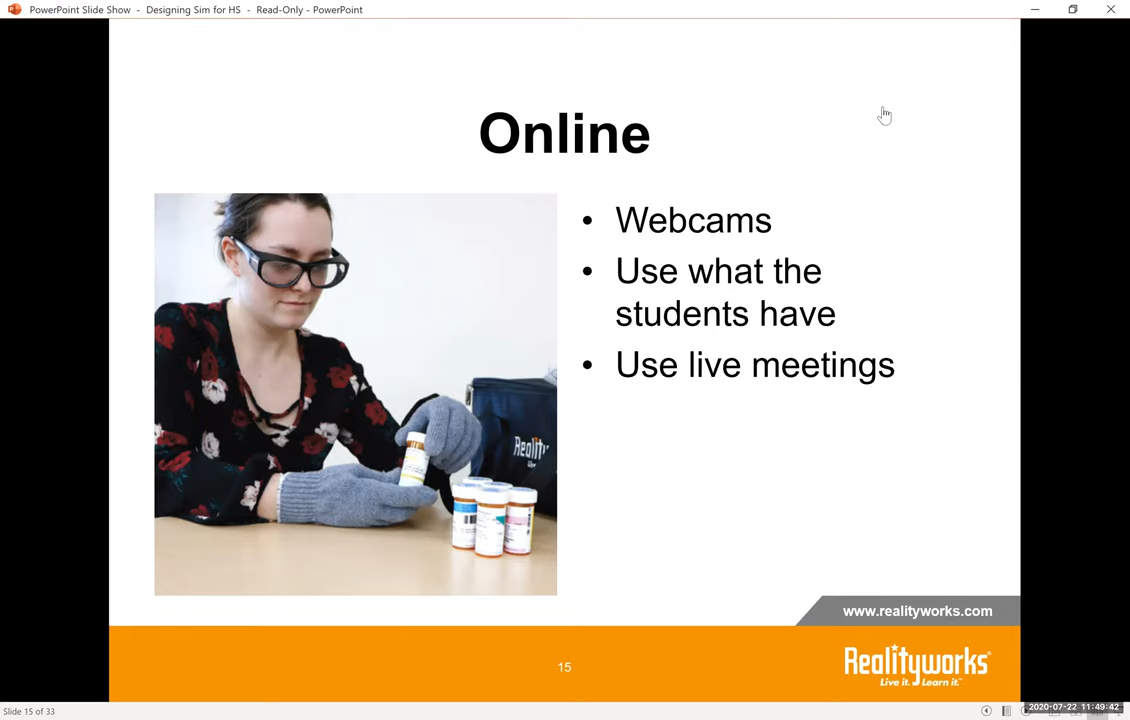 PowerPoint Slide Show - Designing Sim for HS - Read-Only - PowerPoint
Online
• Webcams
• Use what the
students have
• Use live meetings
Reality
www.realityworks.com
15
Realityworks®
Live it. Learn it.™
Slide 15 of 33
2020-07-22 11:49:42